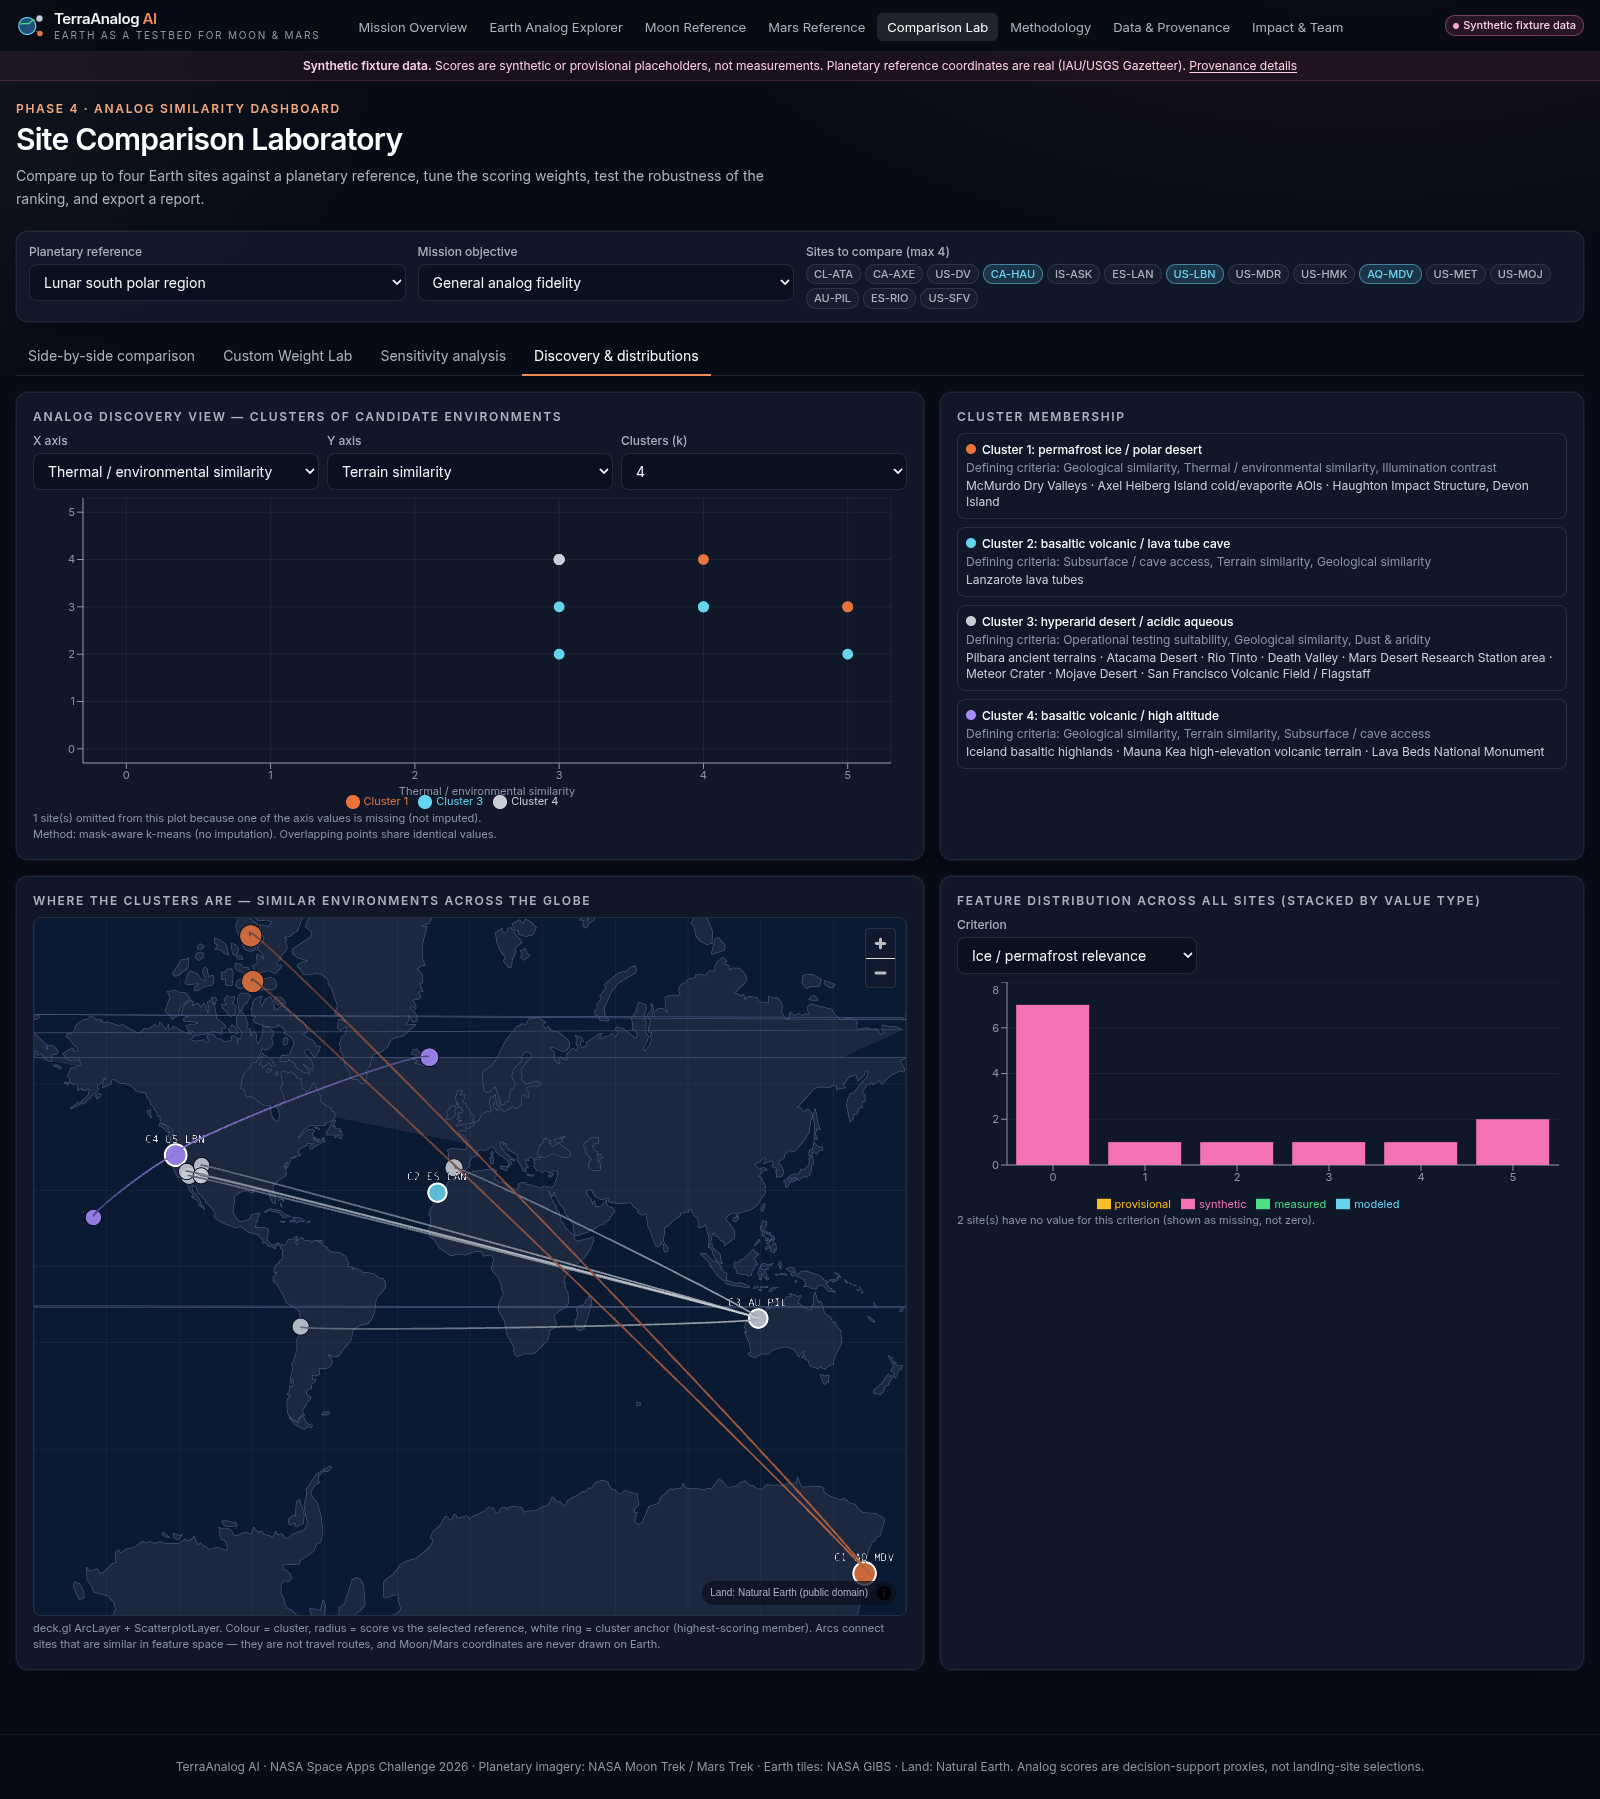 TerraAnalog AI
EARTH AS A TESTBED FOR MOON & MARS
Mission Overview
Earth Analog Explorer
Moon Reference
Mars Reference
Comparison Lab
Methodology
Data & Provenance
Impact & Team
Synthetic fixture data
Synthetic fixture data. Scores are synthetic or provisional placeholders, not measurements. Planetary reference coordinates are real (IAU/USGS Gazetteer). Provenance details
PHASE 4 · ANALOG SIMILARITY DASHBOARD
Site Comparison Laboratory
Compare up to four Earth sites against a planetary reference, tune the scoring weights, test the robustness of the
ranking, and export a report.
Planetary reference
Lunar south polar region
Mission objective
General analog fidelity
Sites to compare (max 4)
CL-ATA CA-AXE US-DV CA-HAU IS-ASK ES-LAN US-LBN US-MDR US-HMK AQ-MDV US-MET US-MOJ
AU-PIL ES-RIO US-SFV
Side-by-side comparison
Custom Weight Lab
Sensitivity analysis
Discovery & distributions
ANALOG DISCOVERY VIEW — CLUSTERS OF CANDIDATE ENVIRONMENTS
X axis
Thermal / environmental similarity
Y axis
Terrain similarity
Clusters (k)
4
5
4
3
2
1
0
0 1 2 3 4 5
Thermal / environmental similarity
Cluster 1 Cluster 3 Cluster 4
1 site(s) omitted from this plot because one of the axis values is missing (not imputed).
Method: mask-aware k-means (no imputation). Overlapping points share identical values.
CLUSTER MEMBERSHIP
Cluster 1: permafrost ice / polar desert
Defining criteria: Geological similarity, Thermal / environmental similarity, Illumination contrast
McMurdo Dry Valleys · Axel Heiberg Island cold/evaporite AOIs · Haughton Impact Structure, Devon
Island
Cluster 2: basaltic volcanic / lava tube cave
Defining criteria: Subsurface / cave access, Terrain similarity, Geological similarity
Lanzarote lava tubes
Cluster 3: hyperarid desert / acidic aqueous
Defining criteria: Operational testing suitability, Geological similarity, Dust & aridity
Pilbara ancient terrains · Atacama Desert · Rio Tinto · Death Valley · Mars Desert Research Station area ·
Meteor Crater · Mojave Desert · San Francisco Volcanic Field / Flagstaff
Cluster 4: basaltic volcanic / high altitude
Defining criteria: Geological similarity, Terrain similarity, Subsurface / cave access
Iceland basaltic highlands · Mauna Kea high-elevation volcanic terrain · Lava Beds National Monument
WHERE THE CLUSTERS ARE — SIMILAR ENVIRONMENTS ACROSS THE GLOBE
+
−
C4 US LBN
C2 ES LAN
C3 AU PIL
C1 AQ MDV
Land: Natural Earth (public domain)
deck.gl ArcLayer + ScatterplotLayer. Colour = cluster, radius = score vs the selected reference, white ring = cluster anchor (highest-scoring member). Arcs connect
sites that are similar in feature space — they are not travel routes, and Moon/Mars coordinates are never drawn on Earth.
FEATURE DISTRIBUTION ACROSS ALL SITES (STACKED BY VALUE TYPE)
Criterion
Ice / permafrost relevance
8
6
4
2
0
0 1 2 3 4 5
provisional synthetic measured modeled
2 site(s) have no value for this criterion (shown as missing, not zero).
TerraAnalog AI · NASA Space Apps Challenge 2026 · Planetary imagery: NASA Moon Trek / Mars Trek · Earth tiles: NASA GIBS · Land: Natural Earth. Analog scores are decision-support proxies, not landing-site selections.